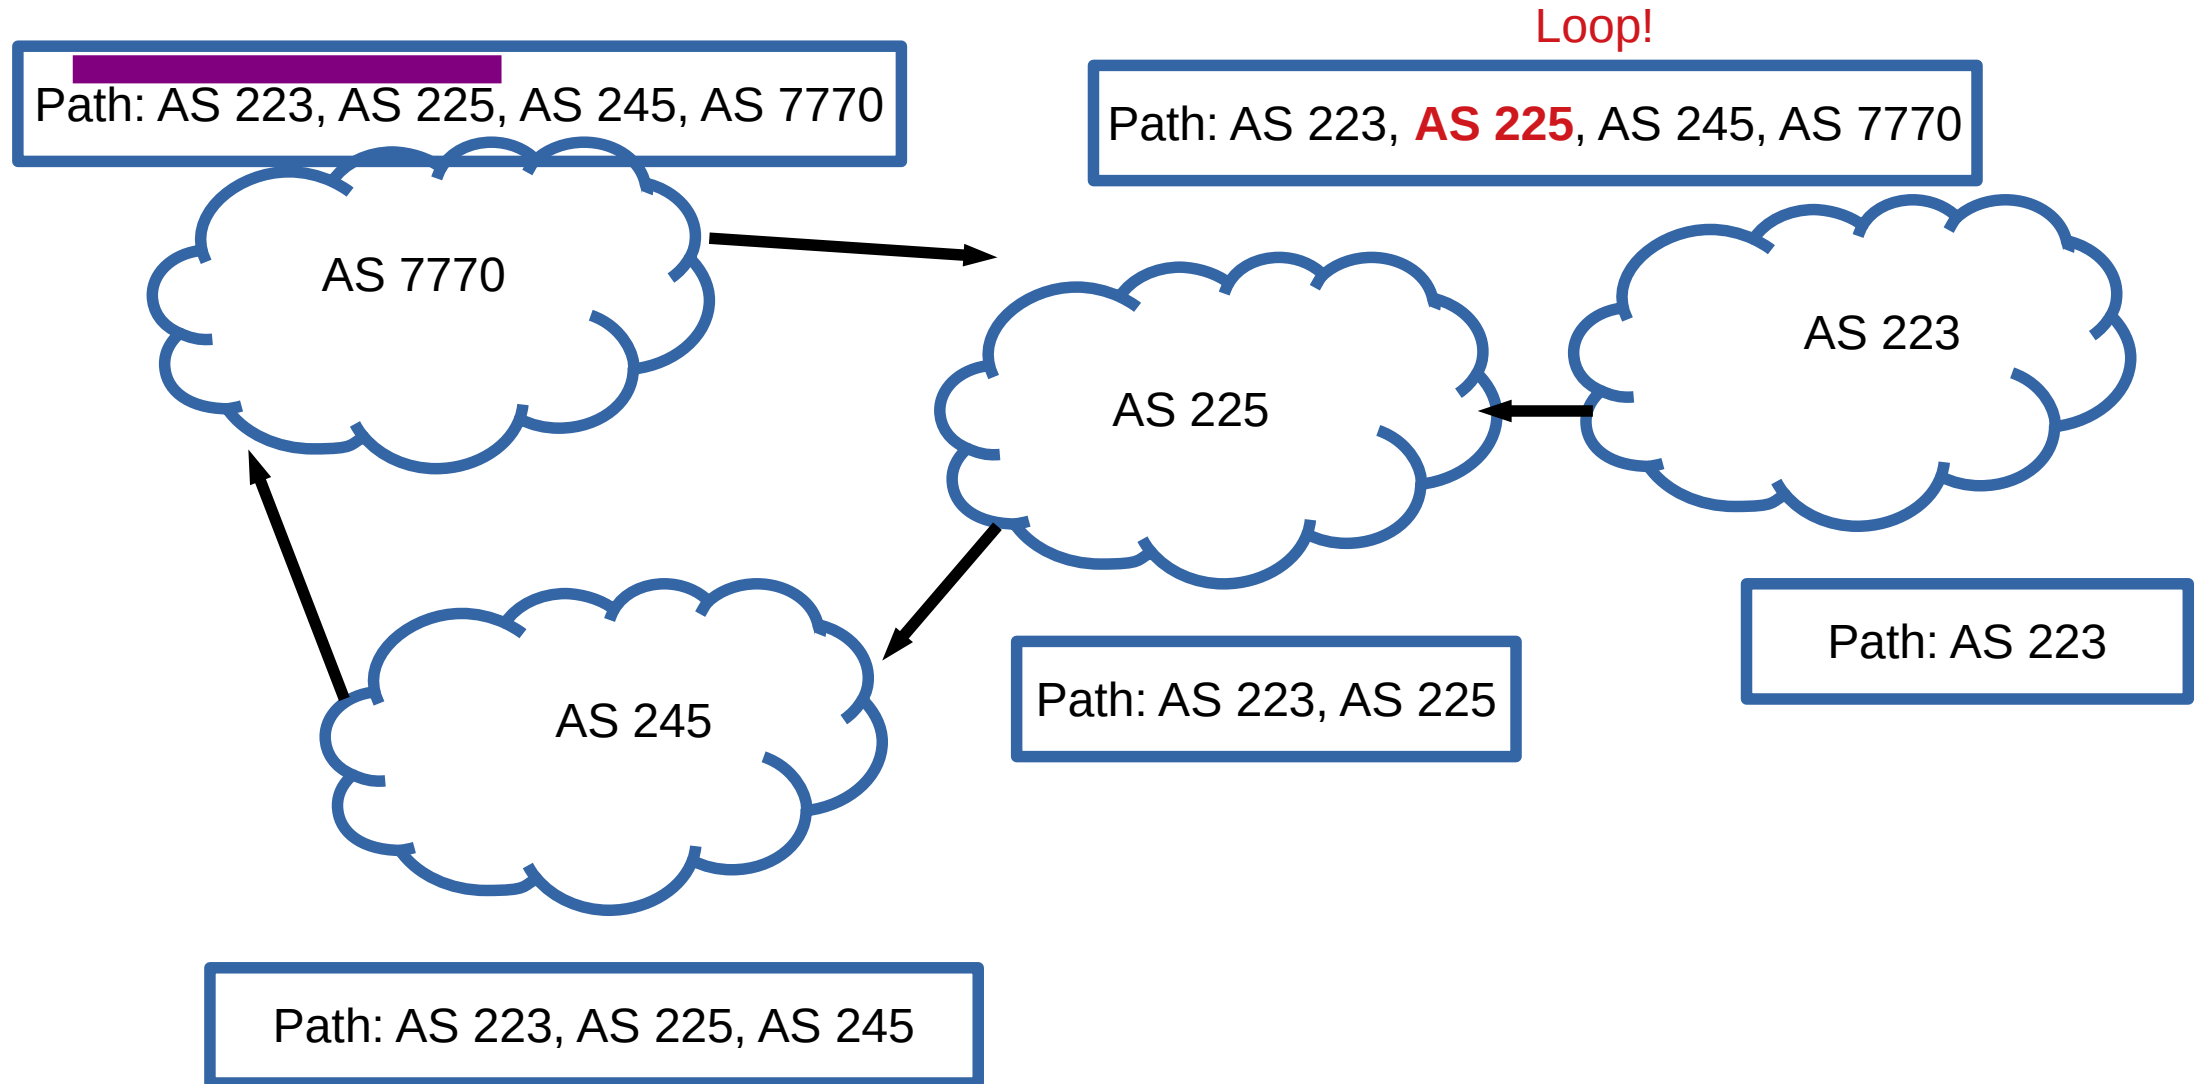 Loop!
Path: AS 223, AS 225, AS 245, AS 7770
Path: AS 223, AS 225, AS 245, AS 7770
AS 7770
AS 223
AS 225
Path: AS 223
Path: AS 223, AS 225
AS 245
Path: AS 223, AS 225, AS 245